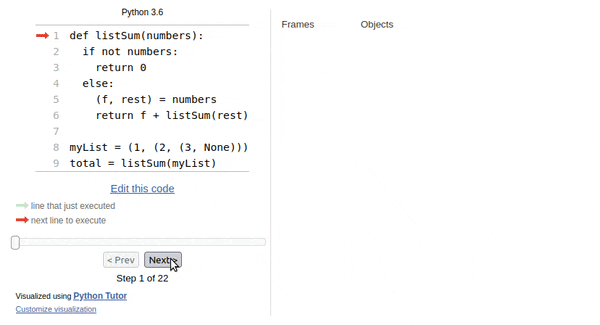 Python 3.6
1 def listSum(numbers):
2   if not numbers:
3     return 0
4   else:
5     (f, rest) = numbers
6     return f + listSum(rest)
7
8 myList = (1, (2, (3, None)))
9 total = listSum(myList)
Edit this code
line that just executed
next line to execute
< Prev Next >
Step 1 of 22
Visualized using Python Tutor
Customize visualization
Frames Objects